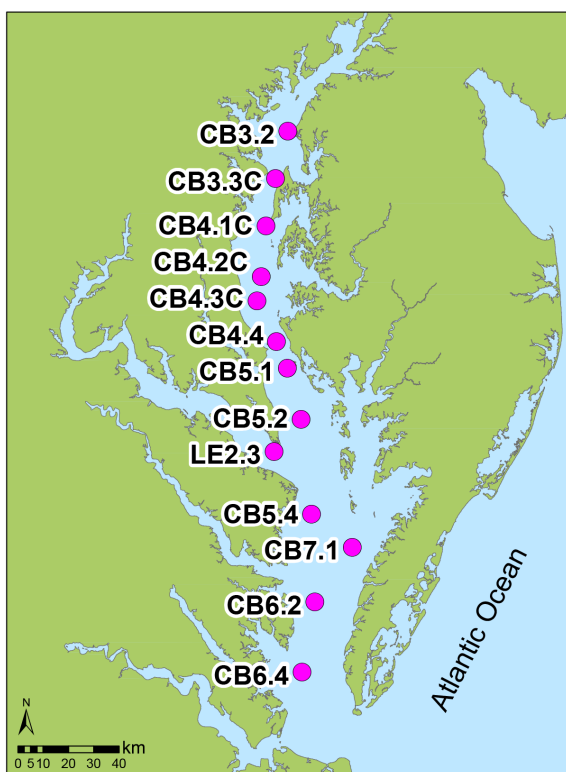 CB3.2
CB3.3C
CB4.1C
CB4.2C
CB4.3C
CB4.4
CB5.1
CB5.2
LE2.3
CB5.4
CB7.1
CB6.2
CB6.4
Atlantic Ocean
N
km
0 5 10 20 30 40